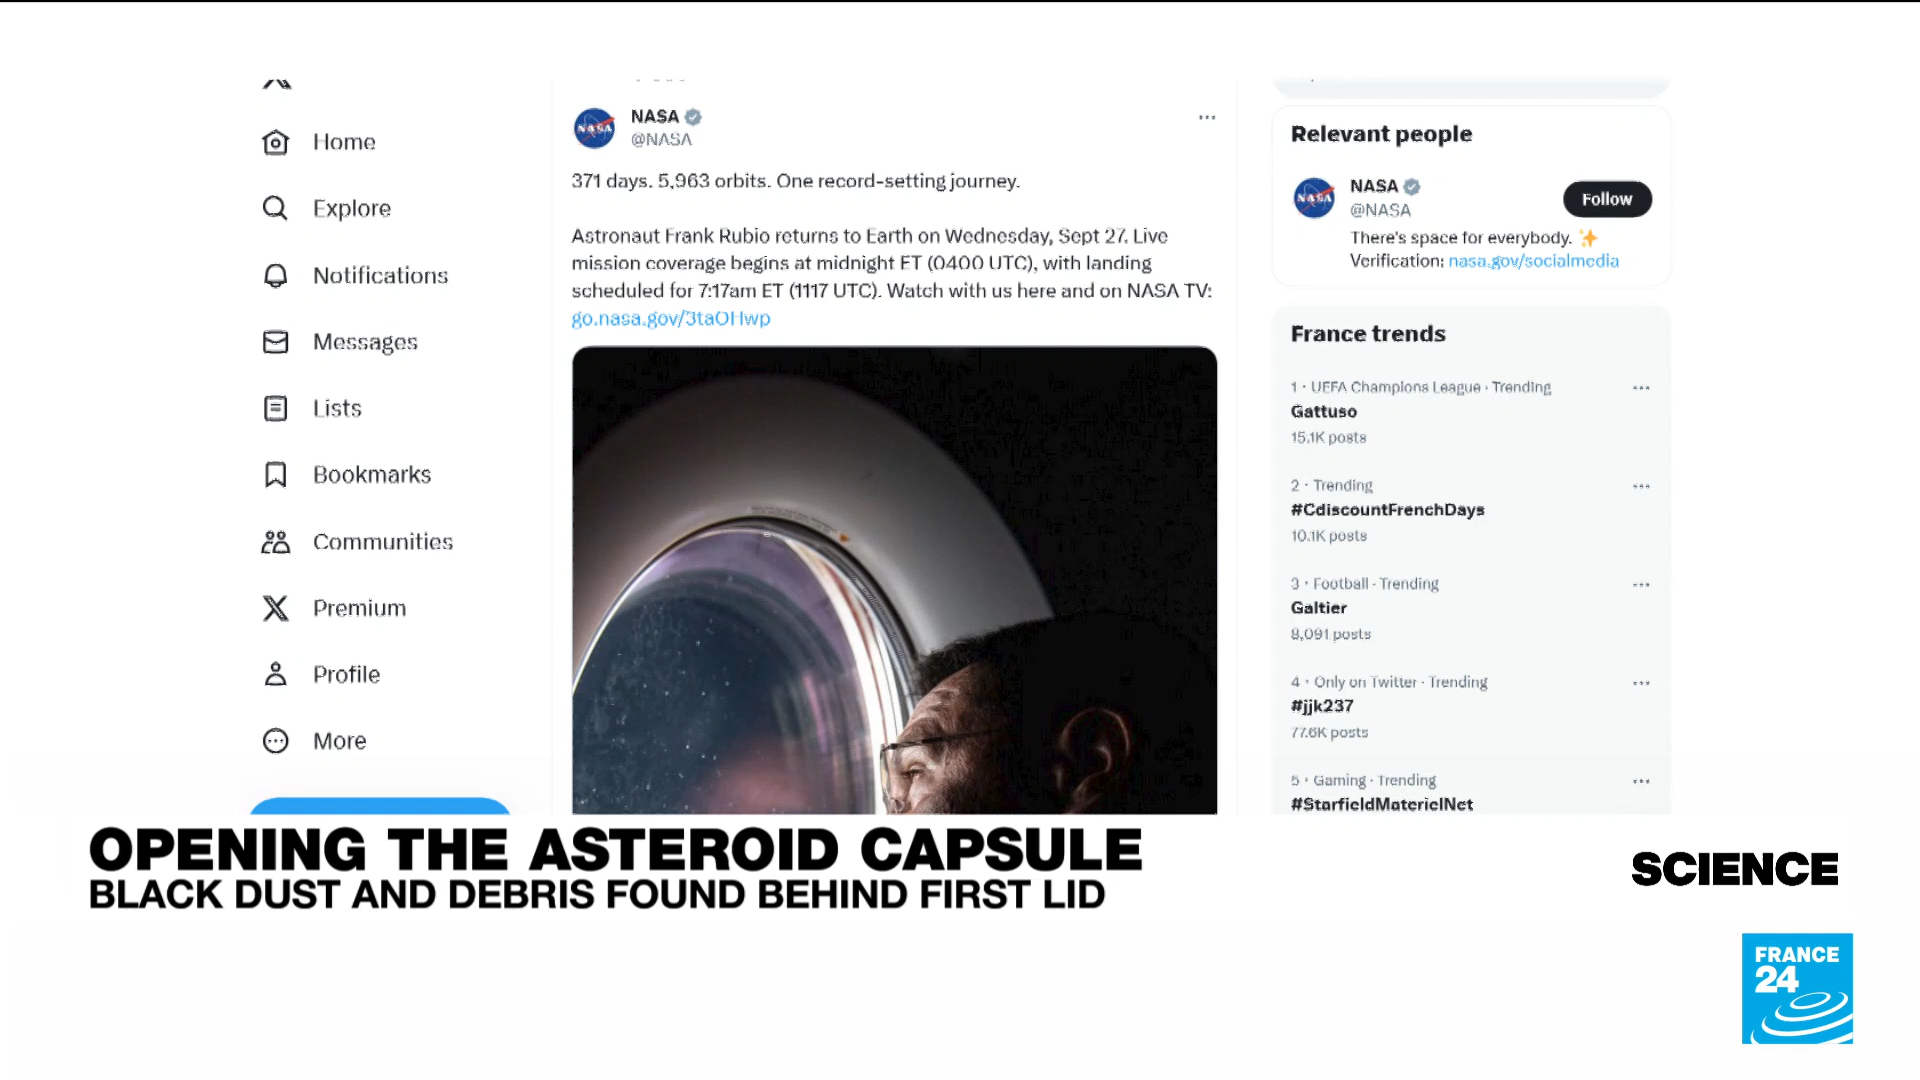 Home
Explore
Notifications
Messages
Lists
Bookmarks
Communities
Premium
Profile
More
NASA
@NASA
371 days. 5,963 orbits. One record-setting journey.
Astronaut Frank Rubio returns to Earth on Wednesday, Sept 27. Live
mission coverage begins at midnight ET (0400 UTC), with landing
scheduled for 7:17am ET (1117 UTC). Watch with us here and on NASA TV:
go.nasa.gov/3taOHwp
Relevant people
NASA
@NASA
Follow
There's space for everybody. ✨
Verification: nasa.gov/socialmedia
France trends
1 · UEFA Champions League · Trending
Gattuso
15.1K posts
2 · Trending
#CdiscountFrenchDays
10.1K posts
3 · Football · Trending
Galtier
8,091 posts
4 · Only on Twitter · Trending
#jjk237
77.6K posts
5 · Gaming · Trending
#StarfieldMaterielNet
OPENING THE ASTEROID CAPSULE
BLACK DUST AND DEBRIS FOUND BEHIND FIRST LID
SCIENCE
FRANCE
24